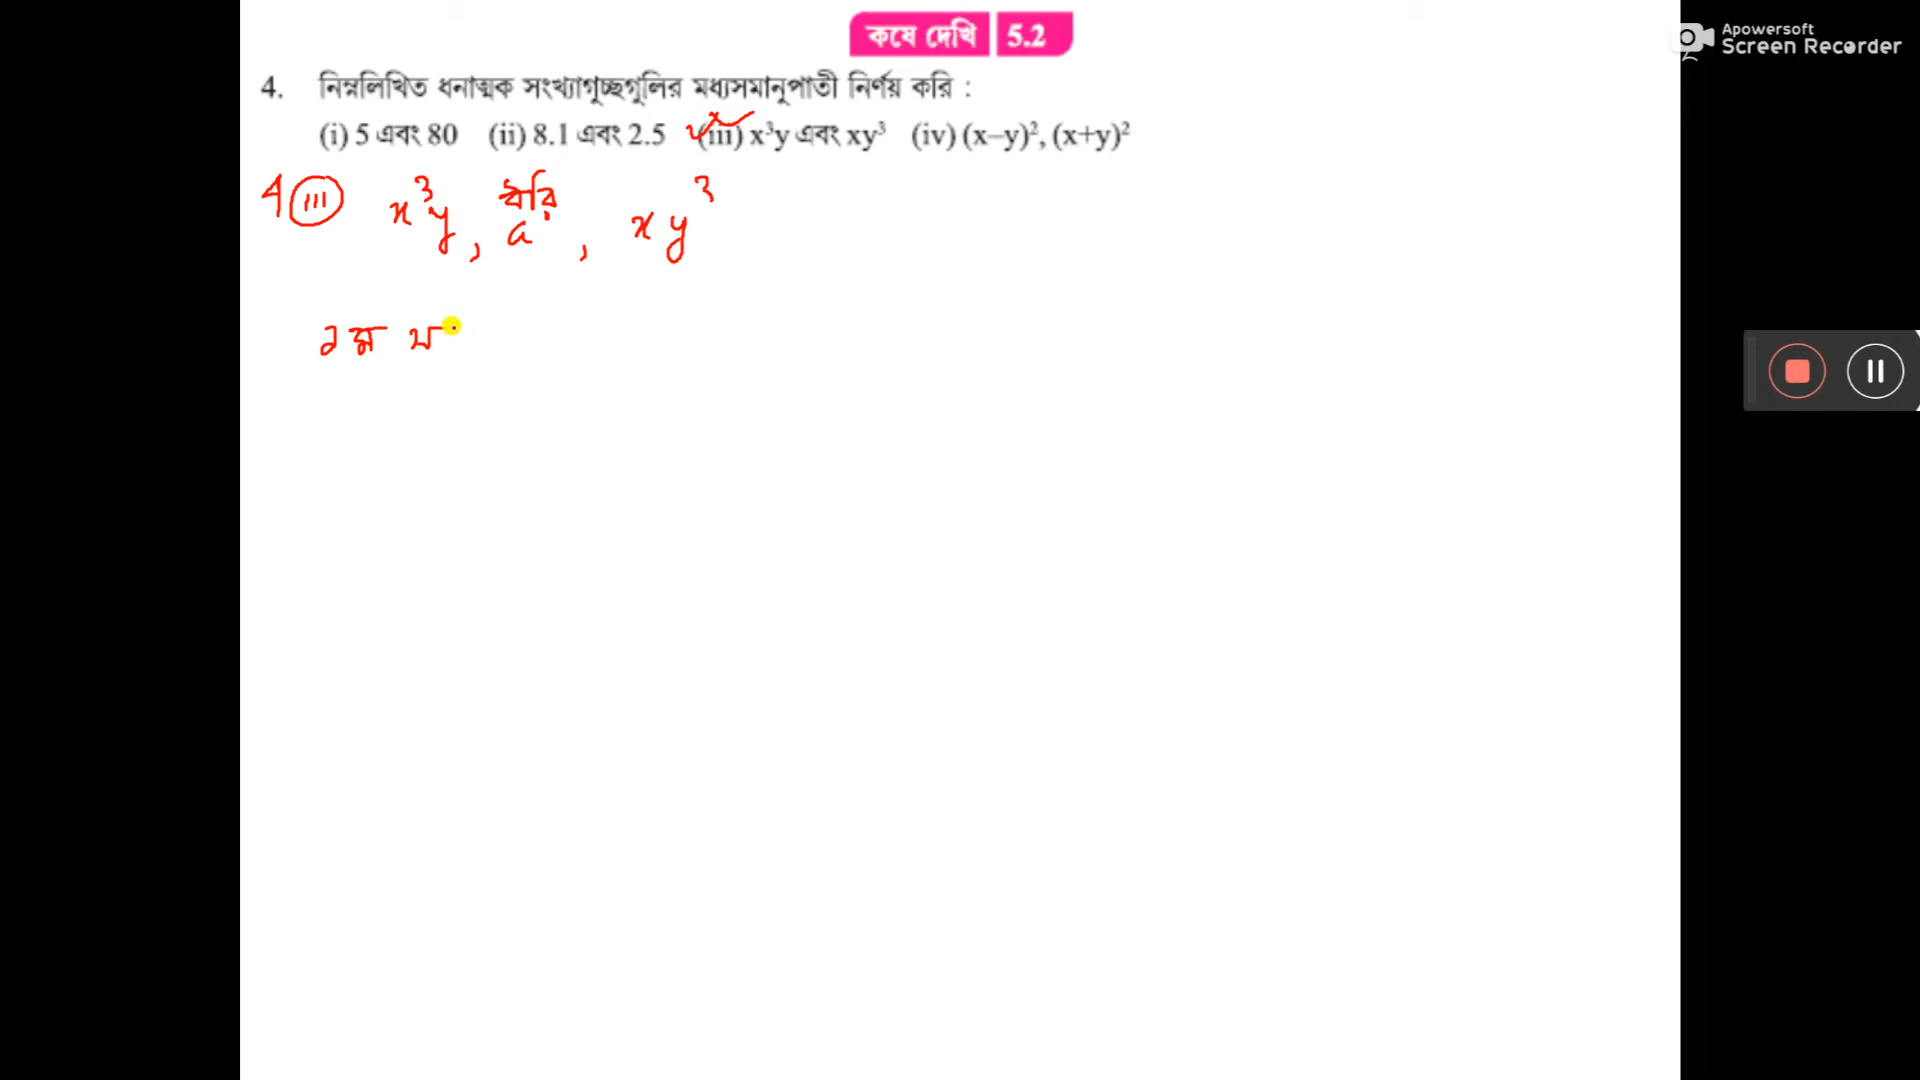 কষে দেখি 5.2
Apowersoft
Screen Recorder
4. নিম্নলিখিত ধনাত্মক সংখ্যাগুচ্ছগুলির মধ্যসমানুপাতী নির্ণয় করি :
(i) 5 এবং 80 (ii) 8.1 এবং 2.5 (iii) x³y এবং xy³ (iv) (x–y)², (x+y)²
4 (iii) x³y, ধরি a, xy³
১ম